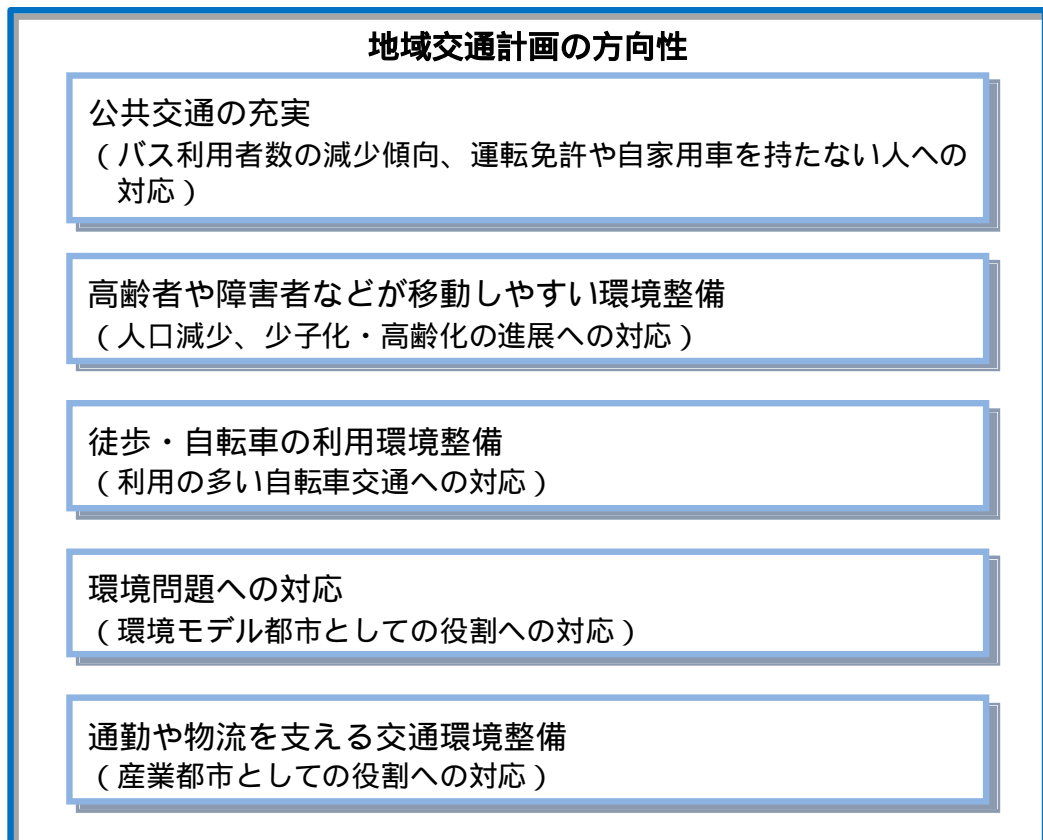 地域交通計画の方向性
公共交通の充実
（バス利用者数の減少傾向、運転免許や自家用車を持たない人への
対応）
高齢者や障害者などが移動しやすい環境整備
（人口減少、少子化・高齢化の進展への対応）
徒歩・自転車の利用環境整備
（利用の多い自転車交通への対応）
環境問題への対応
（環境モデル都市としての役割への対応）
通勤や物流を支える交通環境整備
（産業都市としての役割への対応）